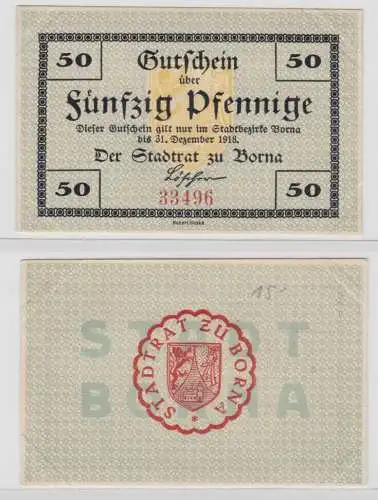 50 Gutschein 50
über
Fünfzig Pfennige
Dieser Gutschein gilt nur im Stadtbezirke Borna
bis 31. Dezember 1918.
Der Stadtrat zu Borna
50 Löscher 50
33496
15-
STADT
BORNA
STADTRAT ZU BORNA